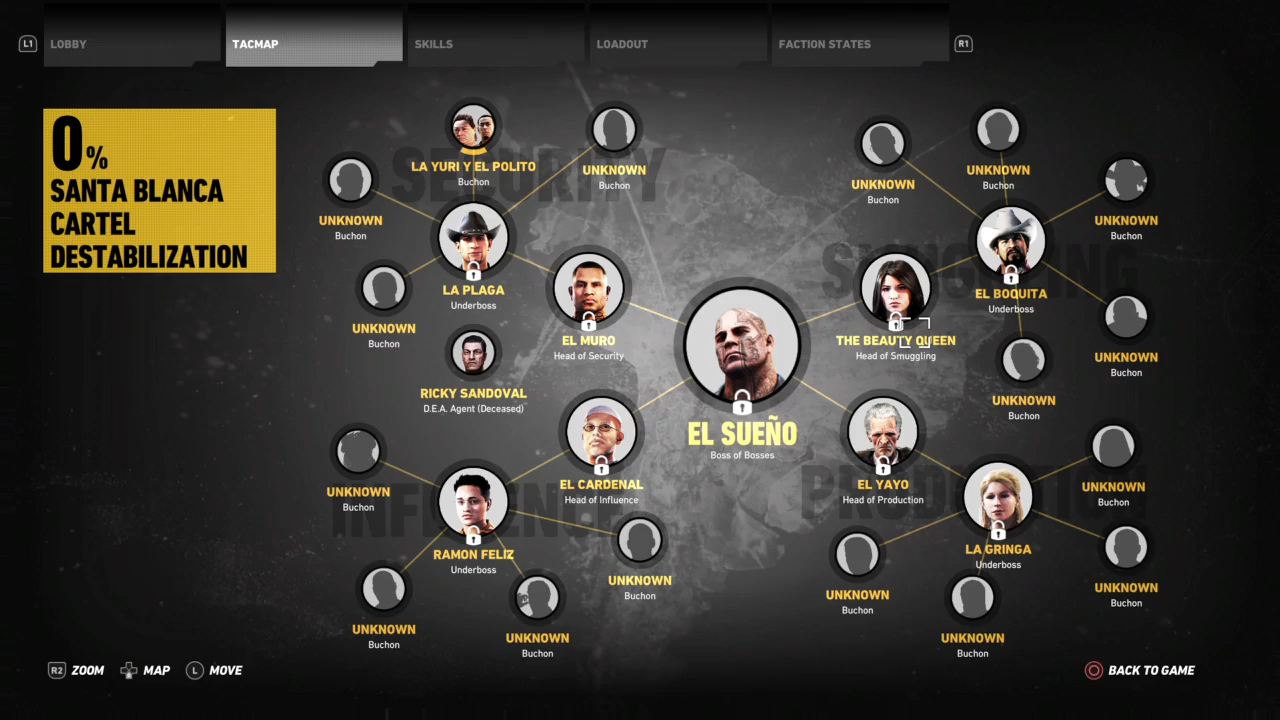 L1
LOBBY
TACMAP
SKILLS
LOADOUT
FACTION STATES
R1
0%
SANTA BLANCA
CARTEL
DESTABILIZATION
SECURITY
LA YURI Y EL POLITO
Buchon
UNKNOWN
Buchon
UNKNOWN
Buchon
LA PLAGA
Underboss
UNKNOWN
Buchon
EL MURO
Head of Security
RICKY SANDOVAL
D.E.A. Agent (Deceased)
SMUGGLING
UNKNOWN
Buchon
UNKNOWN
Buchon
UNKNOWN
Buchon
EL BOQUITA
Underboss
THE BEAUTY QUEEN
Head of Smuggling
UNKNOWN
Buchon
UNKNOWN
Buchon
EL SUEÑO
Boss of Bosses
INFLUENCE
EL CARDENAL
Head of Influence
UNKNOWN
Buchon
RAMON FELIZ
Underboss
UNKNOWN
Buchon
UNKNOWN
Buchon
UNKNOWN
Buchon
PRODUCTION
EL YAYO
Head of Production
UNKNOWN
Buchon
LA GRINGA
Underboss
UNKNOWN
Buchon
UNKNOWN
Buchon
UNKNOWN
Buchon
R2 ZOOM
MAP
L MOVE
BACK TO GAME